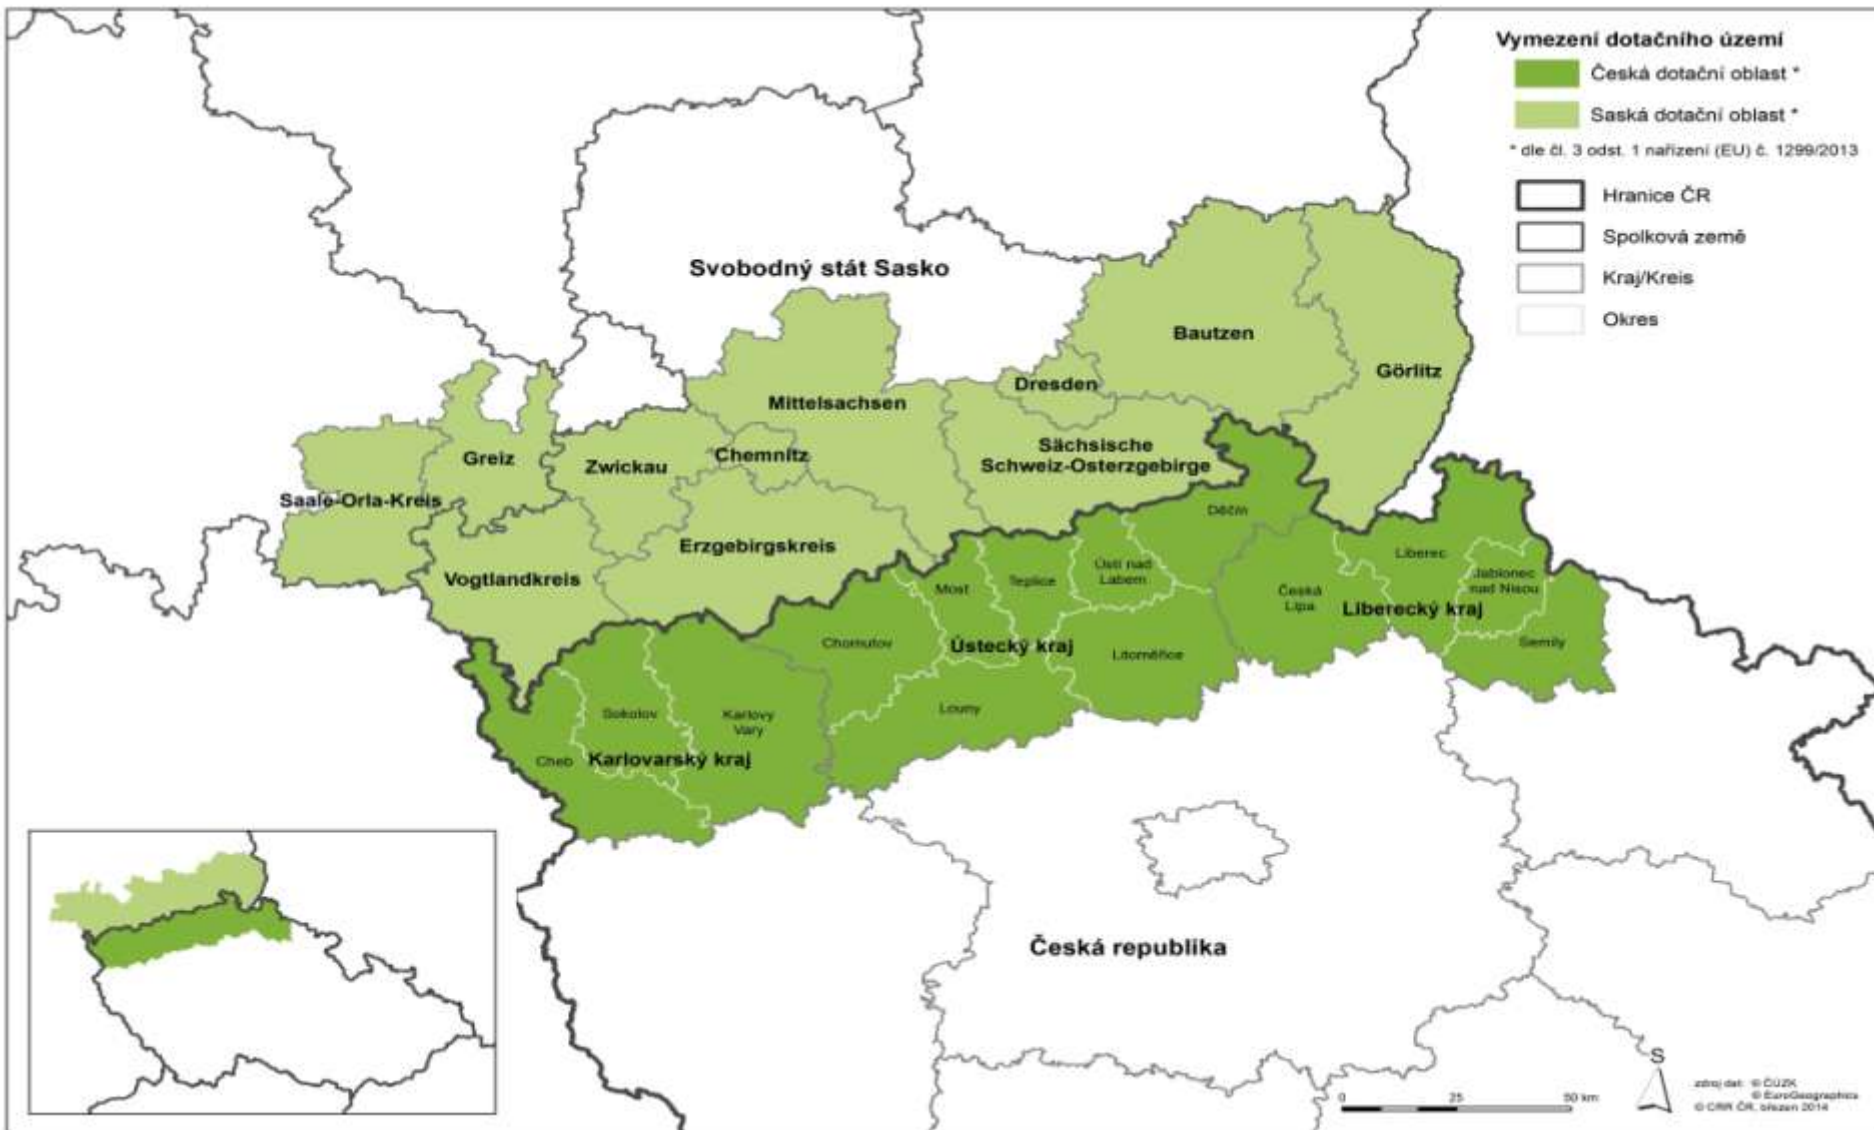 Vymezení dotačního území
Česká dotační oblast *
Saská dotační oblast *
* dle čl. 3 odst. 1 nařízení (EU) č. 1299/2013
Hranice ČR
Spolková země
Kraj/Kreis
Okres
Svobodný stát Sasko
Bautzen
Görlitz
Dresden
Mittelsachsen
Sächsische
Schweiz-Osterzgebirge
Chemnitz
Zwickau
Greiz
Saale-Orla-Kreis
Erzgebirgskreis
Vogtlandkreis
Děčín
Liberec
Ústí nad
Labem
Teplice
Most
Jablonec
nad Nisou
Česká
Lípa
Liberecký kraj
Chomutov
Ústecký kraj
Litoměřice
Semily
Louny
Sokolov
Karlovy
Vary
Cheb
Karlovarský kraj
Česká republika
S
0 25 50 km
zdroj dat: © ČÚZK
© EuroGeographics
© CRR ČR, březen 2014